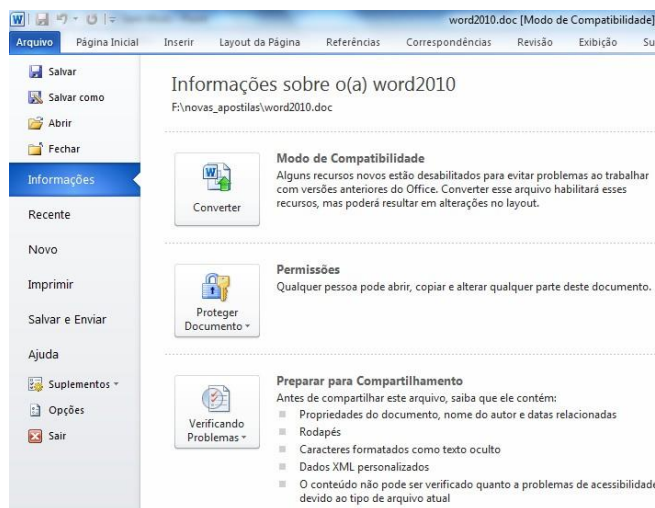 word2010.doc [Modo de Compatibilidade]
Arquivo Página Inicial Inserir Layout da Página Referências Correspondências Revisão Exibição Su
Salvar
Salvar como
Abrir
Fechar
Informações
Recente
Novo
Imprimir
Salvar e Enviar
Ajuda
Suplementos
Opções
Sair
Informações sobre o(a) word2010
F:\novas_apostilas\word2010.doc
Converter
Modo de Compatibilidade
Alguns recursos novos estão desabilitados para evitar problemas ao trabalhar
com versões anteriores do Office. Converter esse arquivo habilitará esses
recursos, mas poderá resultar em alterações no layout.
Proteger
Documento
Permissões
Qualquer pessoa pode abrir, copiar e alterar qualquer parte deste documento.
Verificando
Problemas
Preparar para Compartilhamento
Antes de compartilhar este arquivo, saiba que ele contém:
Propriedades do documento, nome do autor e datas relacionadas
Rodapés
Caracteres formatados como texto oculto
Dados XML personalizados
O conteúdo não pode ser verificado quanto a problemas de acessibilidade
devido ao tipo de arquivo atual